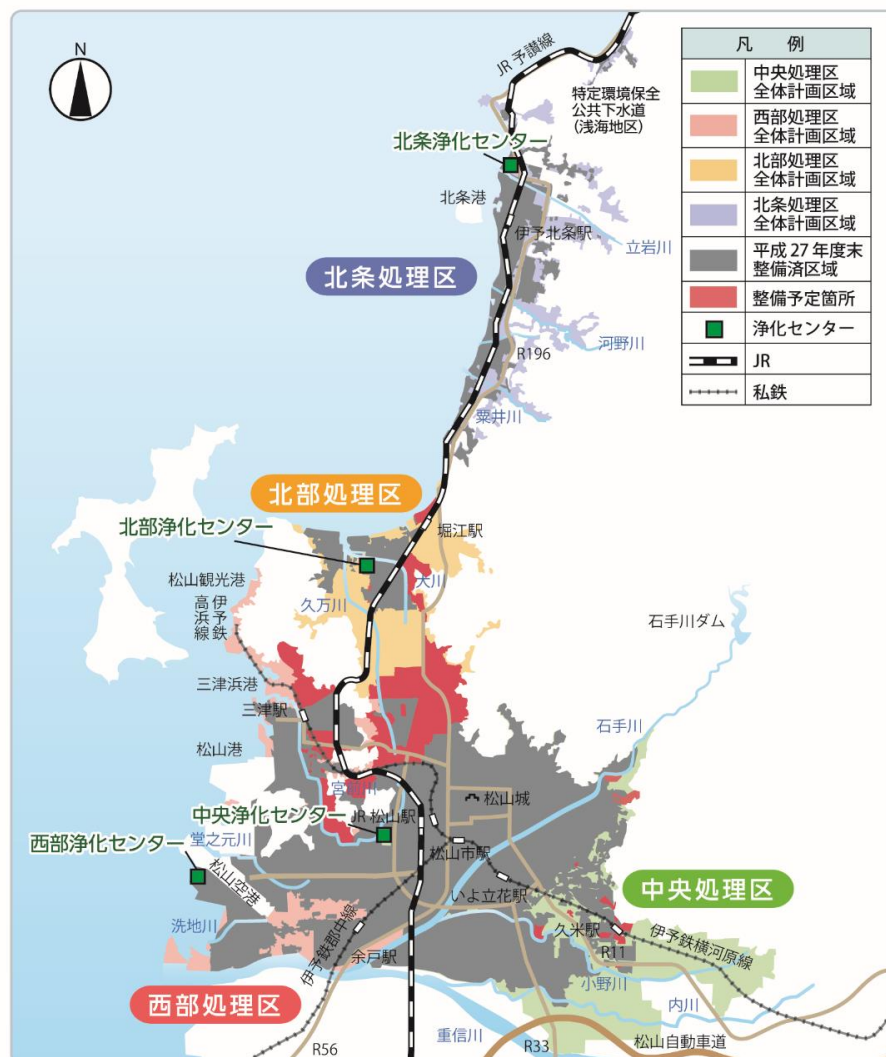 N
JR 予讃線
特定環境保全
公共下水道
(浅海地区)
北条浄化センター
北条港
伊予北条駅
立岩川
北条処理区
河野川
R196
粟井川
北部処理区
北部浄化センター
堀江駅
大川
久万川
松山観光港
伊予鉄
高浜線
石手川ダム
三津浜港
三津駅
石手川
松山港
宮前川
松山城
中央浄化センター
JR 松山駅
堂之元川
西部浄化センター
松山市駅
松山空港
いよ立花駅
中央処理区
洗地川
伊予鉄郡中線
久米駅
伊予鉄横河原線
R11
余戸駅
小野川
西部処理区
内川
重信川
松山自動車道
R56
R33
凡 例
中央処理区
全体計画区域
西部処理区
全体計画区域
北部処理区
全体計画区域
北条処理区
全体計画区域
平成 27 年度末
整備済区域
整備予定箇所
浄化センター
JR
私鉄